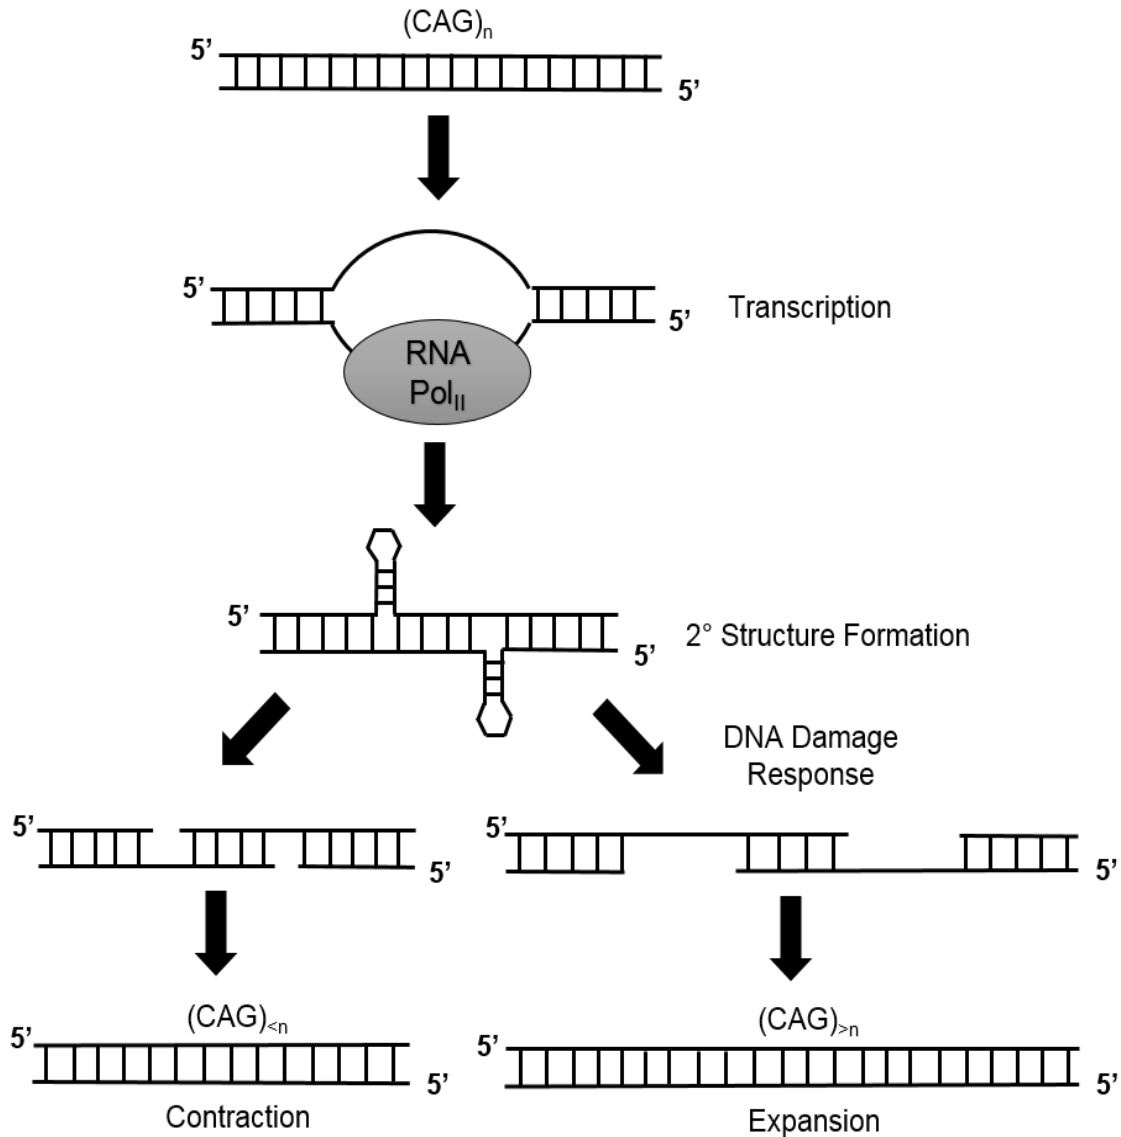 (CAG)n
5’
5’
5’
RNA
PolII
5’
Transcription
5’
5’
2° Structure Formation
DNA Damage
Response
5’
5’
5’
5’
(CAG)<n
(CAG)>n
5’
5’
5’
5’
Contraction
Expansion